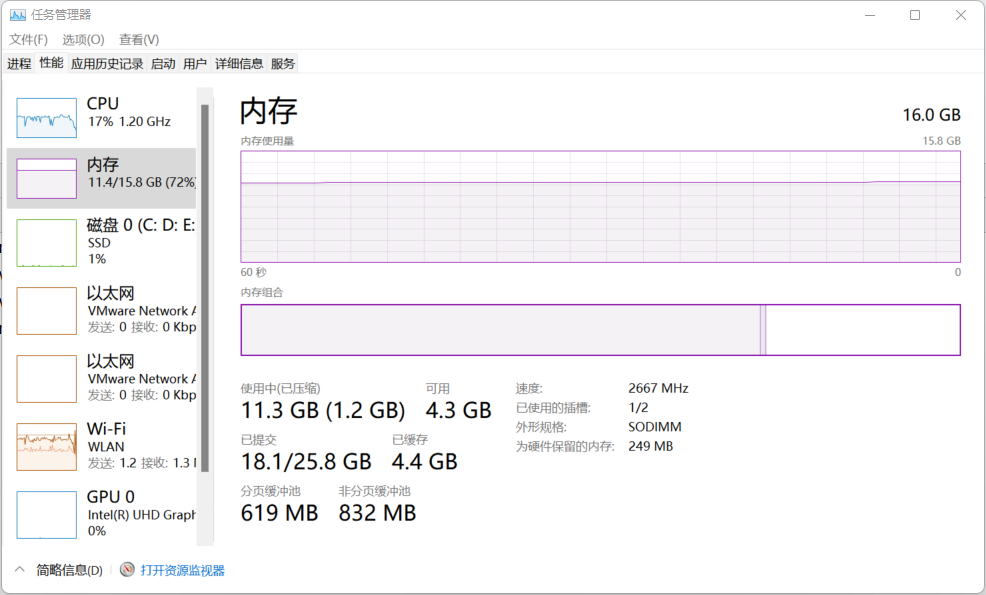 任务管理器
文件(F) 选项(O) 查看(V)
进程 性能 应用历史记录 启动 用户 详细信息 服务
CPU
17% 1.20 GHz
内存
11.4/15.8 GB (72%)
磁盘 0 (C: D: E:
SSD
1%
以太网
VMware Network A
发送: 0 接收: 0 Kbp
以太网
VMware Network A
发送: 0 接收: 0 Kbp
Wi-Fi
WLAN
发送: 1.2 接收: 1.3
GPU 0
Intel(R) UHD Graph
0%
内存
16.0 GB
内存使用量
15.8 GB
60 秒
0
内存组合
使用中(已压缩)
11.3 GB (1.2 GB)
可用
4.3 GB
已提交
18.1/25.8 GB
已缓存
4.4 GB
分页缓冲池
619 MB
非分页缓冲池
832 MB
速度: 2667 MHz
已使用的插槽: 1/2
外形规格: SODIMM
为硬件保留的内存: 249 MB
简略信息(D)
打开资源监视器